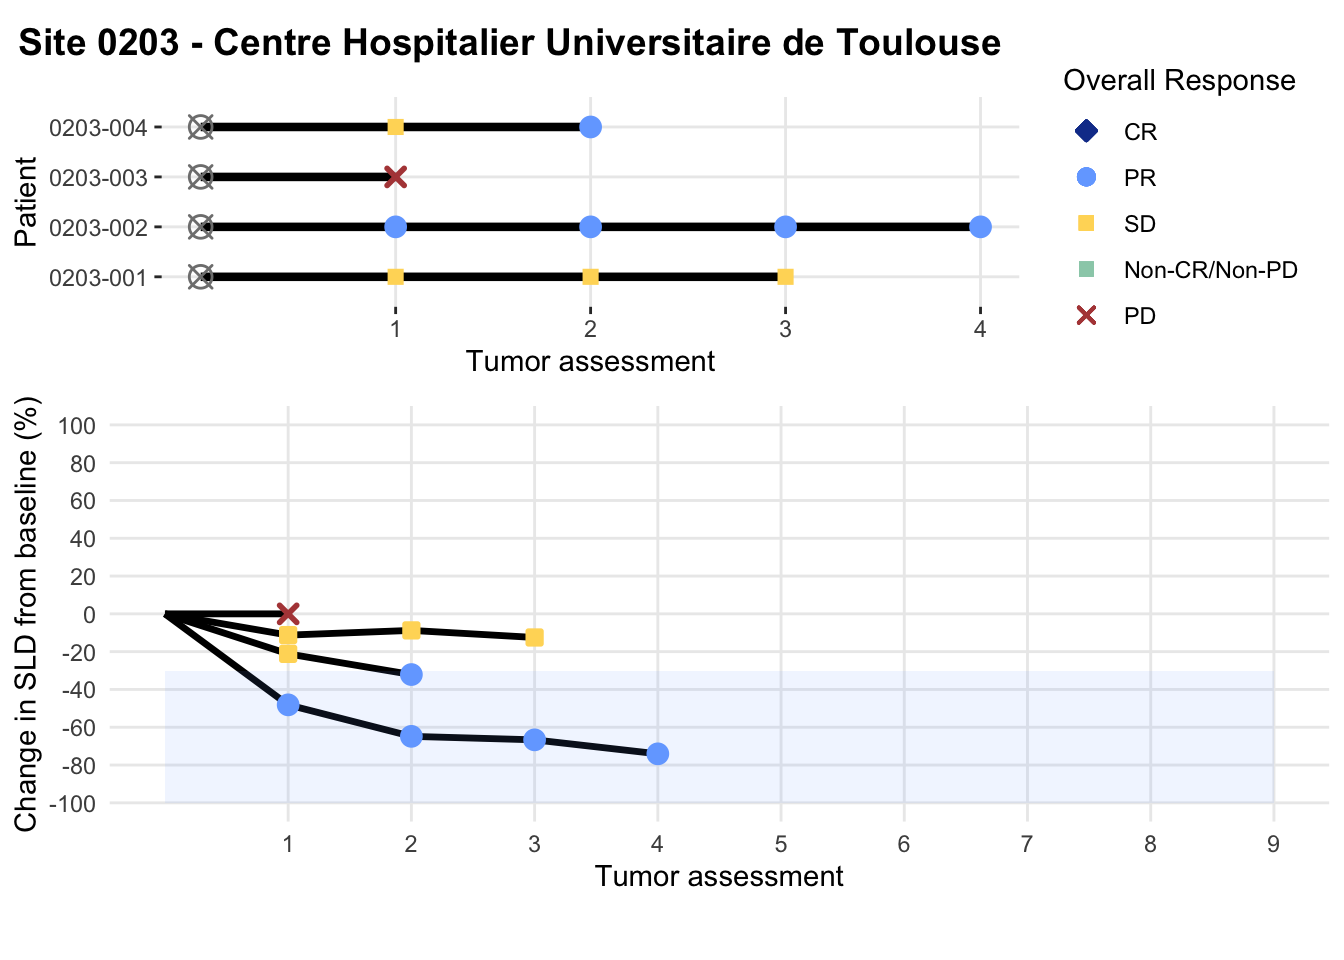 Site 0203 - Centre Hospitalier Universitaire de Toulouse
Overall Response
CR
PR
SD
Non-CR/Non-PD
PD
Patient
0203-004
0203-003
0203-002
0203-001
1 2 3 4
Tumor assessment
Change in SLD from baseline (%)
100
80
60
40
20
0
-20
-40
-60
-80
-100
1 2 3 4 5 6 7 8 9
Tumor assessment